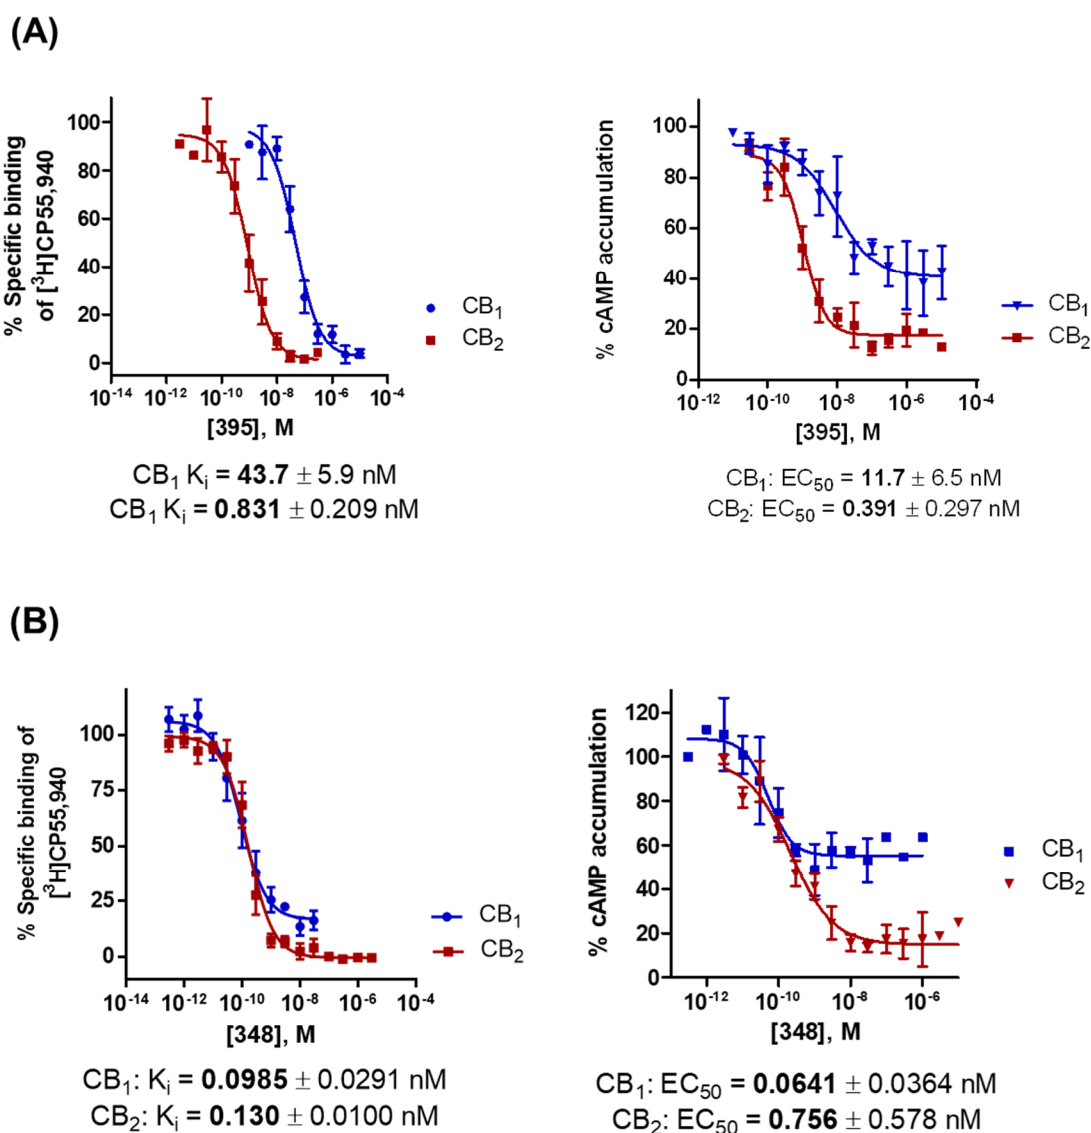 (A)
% Specific binding
of [³H]CP55,940
100
80
60
40
20
0
10⁻¹⁴ 10⁻¹² 10⁻¹⁰ 10⁻⁸ 10⁻⁶ 10⁻⁴
[395], M
CB₁
CB₂
CB₁ Kᵢ = 43.7 ± 5.9 nM
CB₁ Kᵢ = 0.831 ± 0.209 nM
% cAMP accumulation
100
80
60
40
20
0
10⁻¹² 10⁻¹⁰ 10⁻⁸ 10⁻⁶ 10⁻⁴
[395], M
CB₁
CB₂
CB₁: EC₅₀ = 11.7 ± 6.5 nM
CB₂: EC₅₀ = 0.391 ± 0.297 nM
(B)
% Specific binding of
[³H]CP55,940
100
75
50
25
0
10⁻¹⁴ 10⁻¹² 10⁻¹⁰ 10⁻⁸ 10⁻⁶ 10⁻⁴
[348], M
CB₁
CB₂
CB₁: Kᵢ = 0.0985 ± 0.0291 nM
CB₂: Kᵢ = 0.130 ± 0.0100 nM
% cAMP accumulation
120
100
80
60
40
20
0
10⁻¹² 10⁻¹⁰ 10⁻⁸ 10⁻⁶
[348], M
CB₁
CB₂
CB₁: EC₅₀ = 0.0641 ± 0.0364 nM
CB₂: EC₅₀ = 0.756 ± 0.578 nM